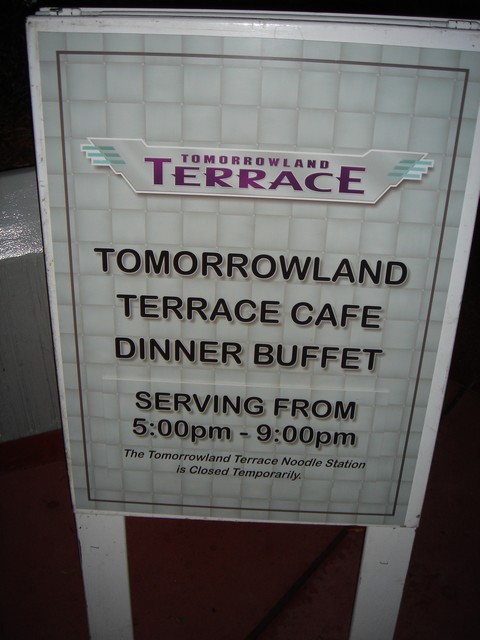 TOMORROWLAND
TERRACE
TOMORROWLAND
TERRACE CAFE
DINNER BUFFET
SERVING FROM
5:00pm - 9:00pm
The Tomorrowland Terrace Noodle Station
is Closed Temporarily.